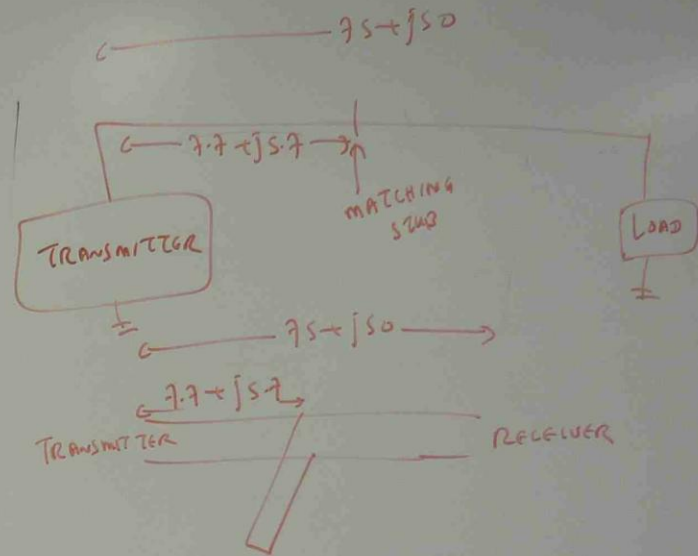 75+j50
7.7+j5.7
MATCHING
STUB
TRANSMITTER
LOAD
75+j50
7.7+j5.7
TRANSMITTER
RECEIVER